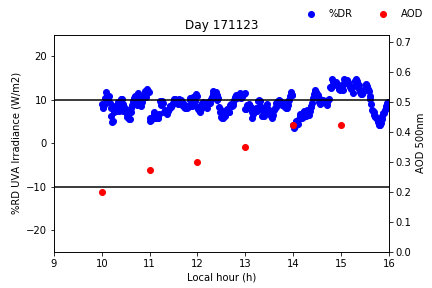 %DR AOD
Day 171123
20
10
0
−10
−20
%RD UVA Irradiance (W/m2)
0.7
0.6
0.5
0.4
0.3
0.2
0.1
0.0
AOD 500nm
9 10 11 12 13 14 15 16
Local hour (h)